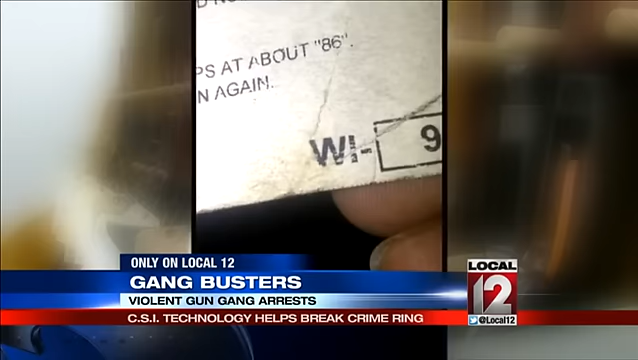 PS AT ABOUT "86".
N AGAIN.
WI- 9
ONLY ON LOCAL 12
GANG BUSTERS
VIOLENT GUN GANG ARRESTS
C.S.I. TECHNOLOGY HELPS BREAK CRIME RING
LOCAL
12
@Local12